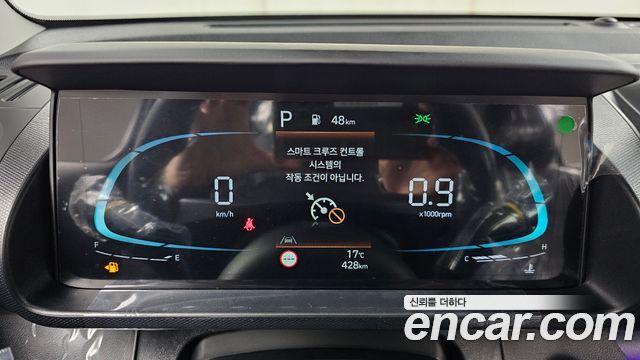 P 48km
스마트 크루즈 컨트롤
시스템의
작동 조건이 아닙니다.
0
km/h
0.9
x1000rpm
F
E
C
H
17℃
428km
신뢰를 더하다
encar.com